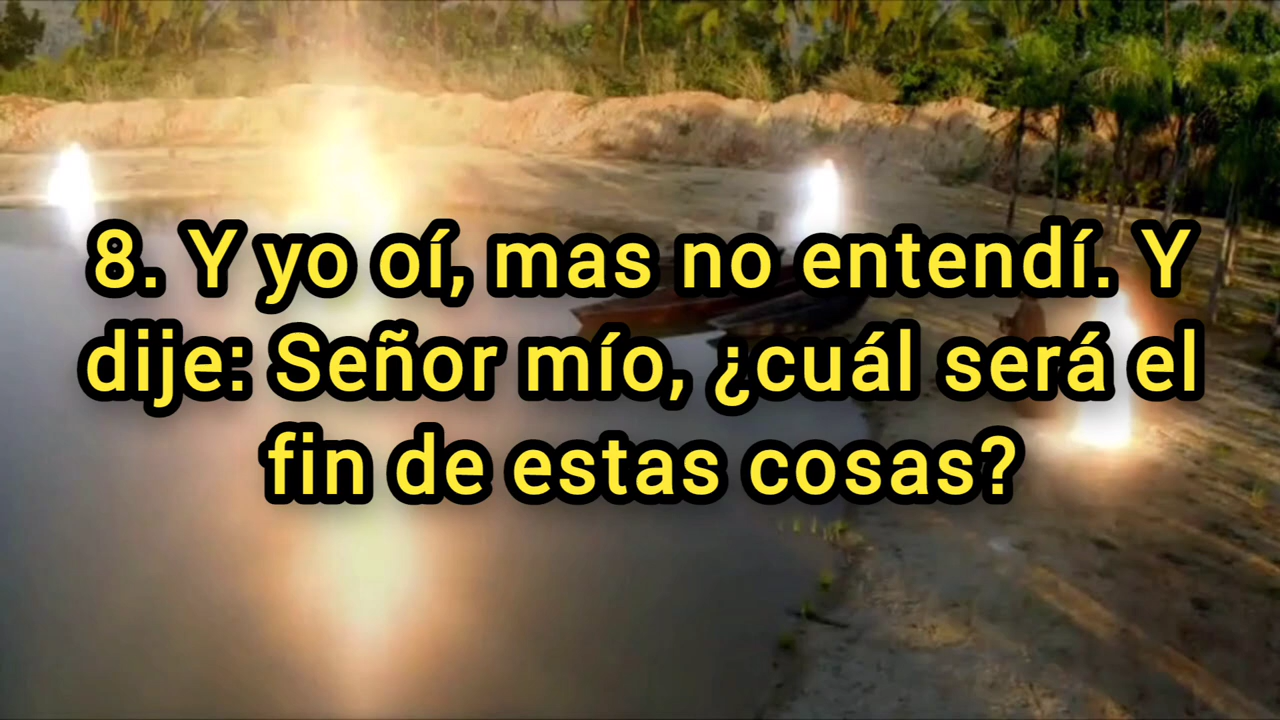 8. Y yo oí, mas no entendí. Y
dije: Señor mío, ¿cuál será el
fin de estas cosas?